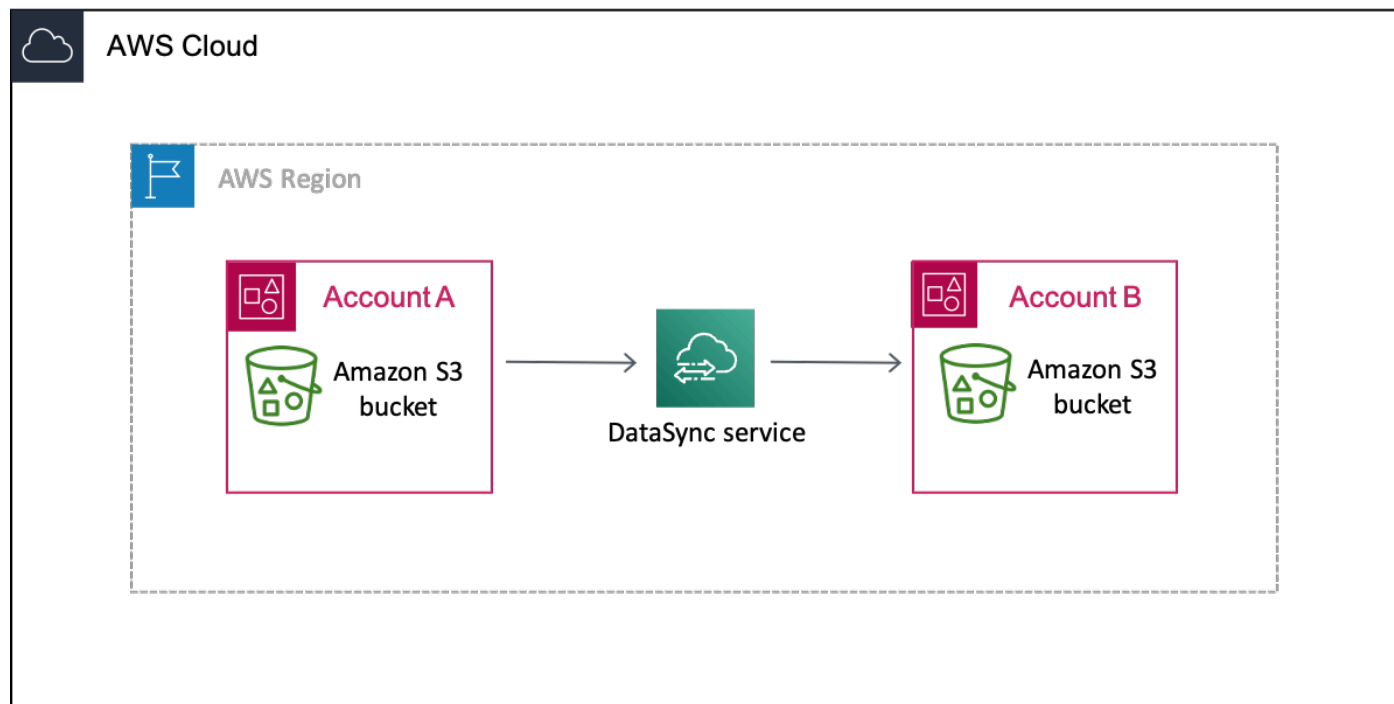 AWS Cloud
AWS Region
Account A
Amazon S3
bucket
DataSync service
Account B
Amazon S3
bucket